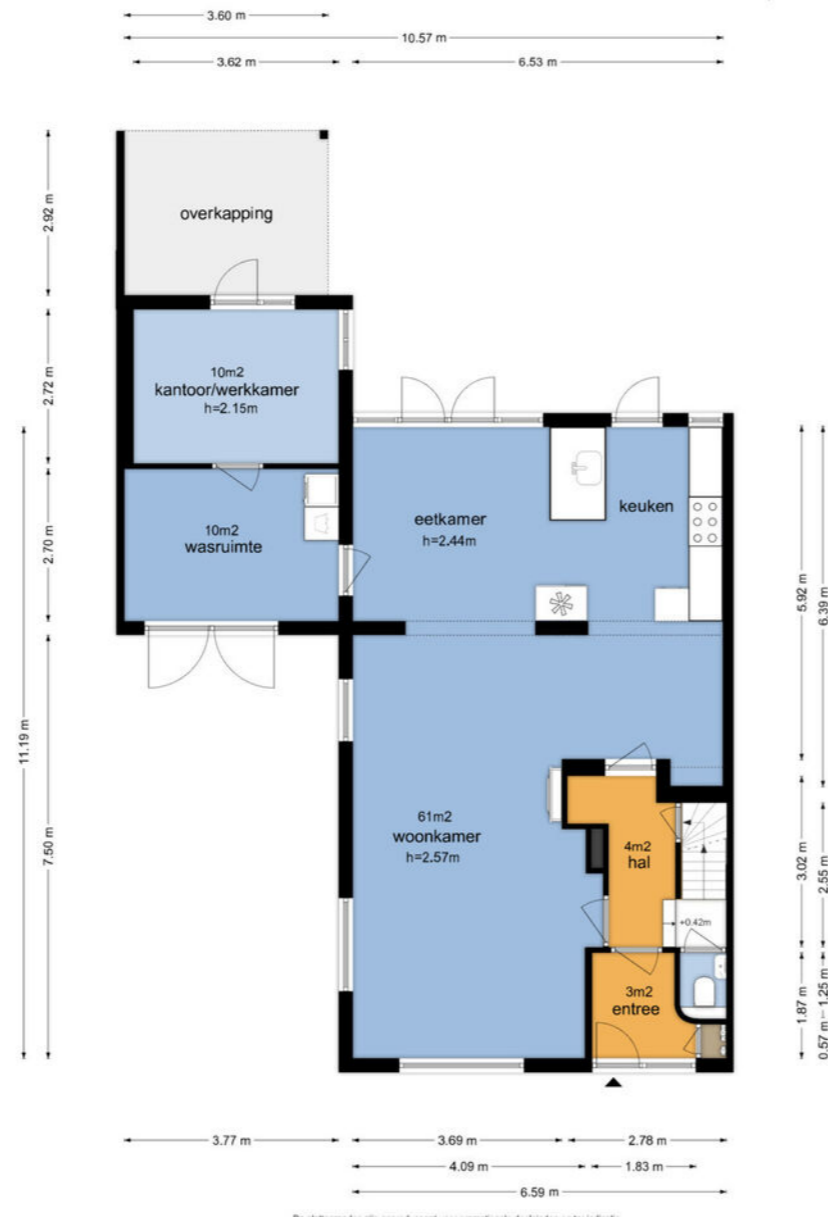 3.60 m
10.57 m
3.62 m
6.53 m
2.92 m
overkapping
2.72 m
10m2
kantoor/werkkamer
h=2.15m
2.70 m
10m2
wasruimte
eetkamer
h=2.44m
keuken
5.92 m
6.39 m
11.19 m
7.50 m
61m2
woonkamer
h=2.57m
4m2
hal
+0.42m
3.02 m
2.55 m
3m2
entree
1.87 m
1.25 m
0.57 m
3.77 m
3.69 m
2.78 m
4.09 m
1.83 m
6.59 m